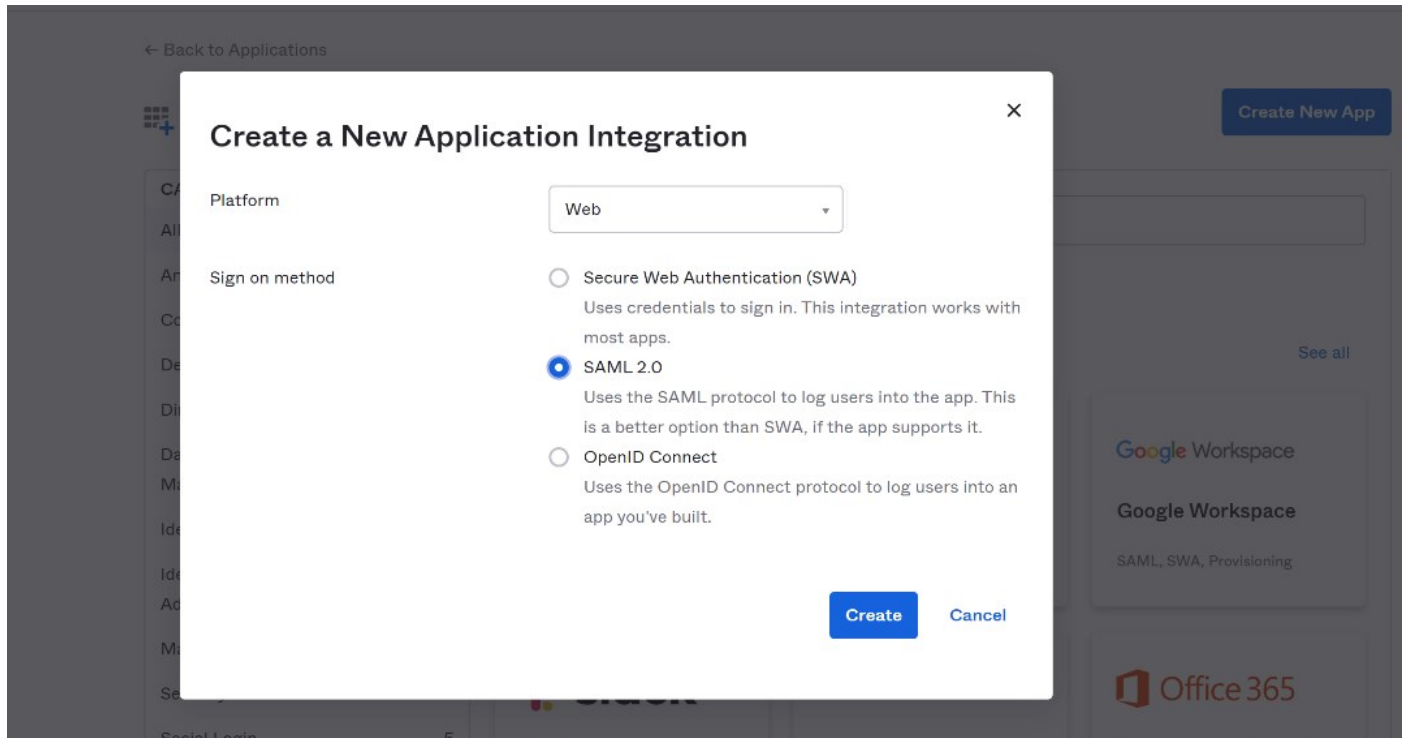 ← Back to Applications
Create a New Application Integration
Create New App
Platform
Web
Sign on method
Secure Web Authentication (SWA)
Uses credentials to sign in. This integration works with
most apps.
SAML 2.0
Uses the SAML protocol to log users into the app. This
is a better option than SWA, if the app supports it.
OpenID Connect
Uses the OpenID Connect protocol to log users into an
app you've built.
Create
Cancel
See all
Google Workspace
Google Workspace
SAML, SWA, Provisioning
Office 365